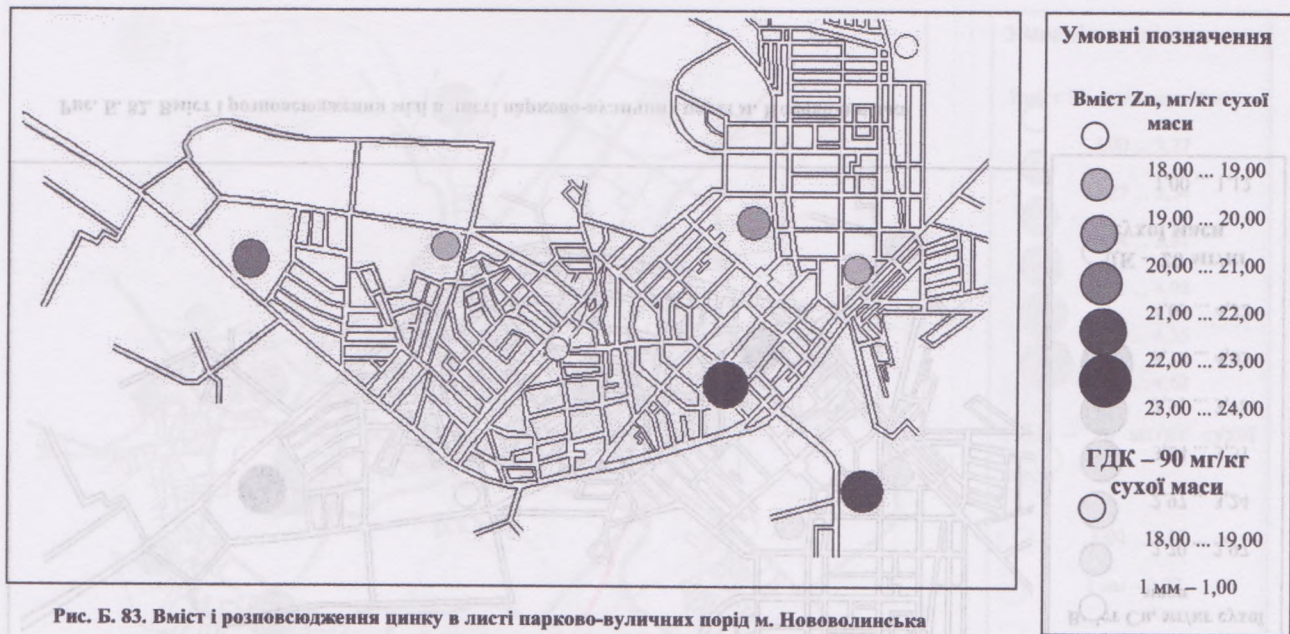 Умовні позначення
Вміст Zn, мг/кг сухої
маси
18,00 ... 19,00
19,00 ... 20,00
20,00 ... 21,00
21,00 ... 22,00
22,00 ... 23,00
23,00 ... 24,00
ГДК – 90 мг/кг
сухої маси
18,00 ... 19,00
1 мм – 1,00
Рис. Б. 83. Вміст і розповсюдження цинку в листі парково-вуличних порід м. Нововолинська